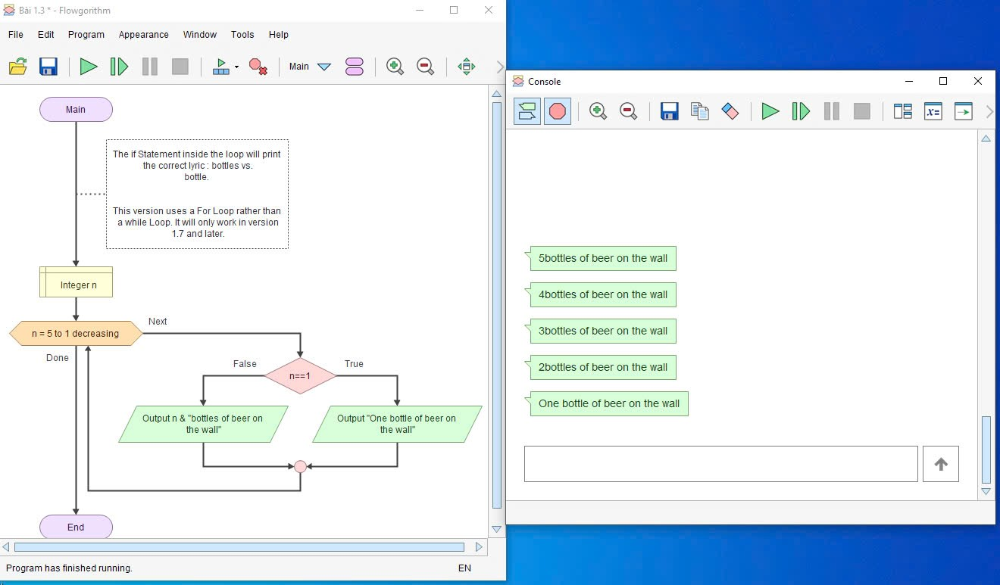 Bài 1.3 * - Flowgorithm
File Edit Program Appearance Window Tools Help
Main
Main
The if Statement inside the loop will print
the correct lyric : bottles vs.
bottle.
This version uses a For Loop rather than
a while Loop. It will only work in version
1.7 and later.
Integer n
n = 5 to 1 decreasing
Next
Done
False
True
n==1
Output n & "bottles of beer on
the wall"
Output "One bottle of beer on
the wall"
End
Program has finished running.
EN
Console
x=
5bottles of beer on the wall
4bottles of beer on the wall
3bottles of beer on the wall
2bottles of beer on the wall
One bottle of beer on the wall